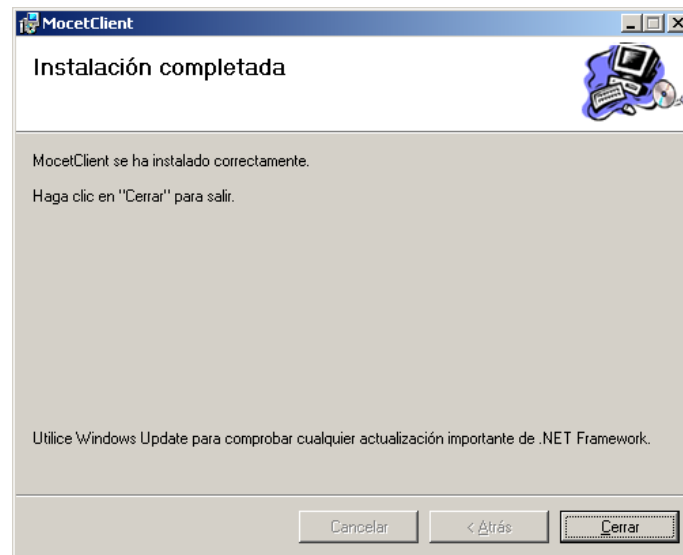 MocetClient
Instalación completada
MocetClient se ha instalado correctamente.
Haga clic en "Cerrar" para salir.
Utilice Windows Update para comprobar cualquier actualización importante de .NET Framework.
Cancelar
< Atrás
Cerrar